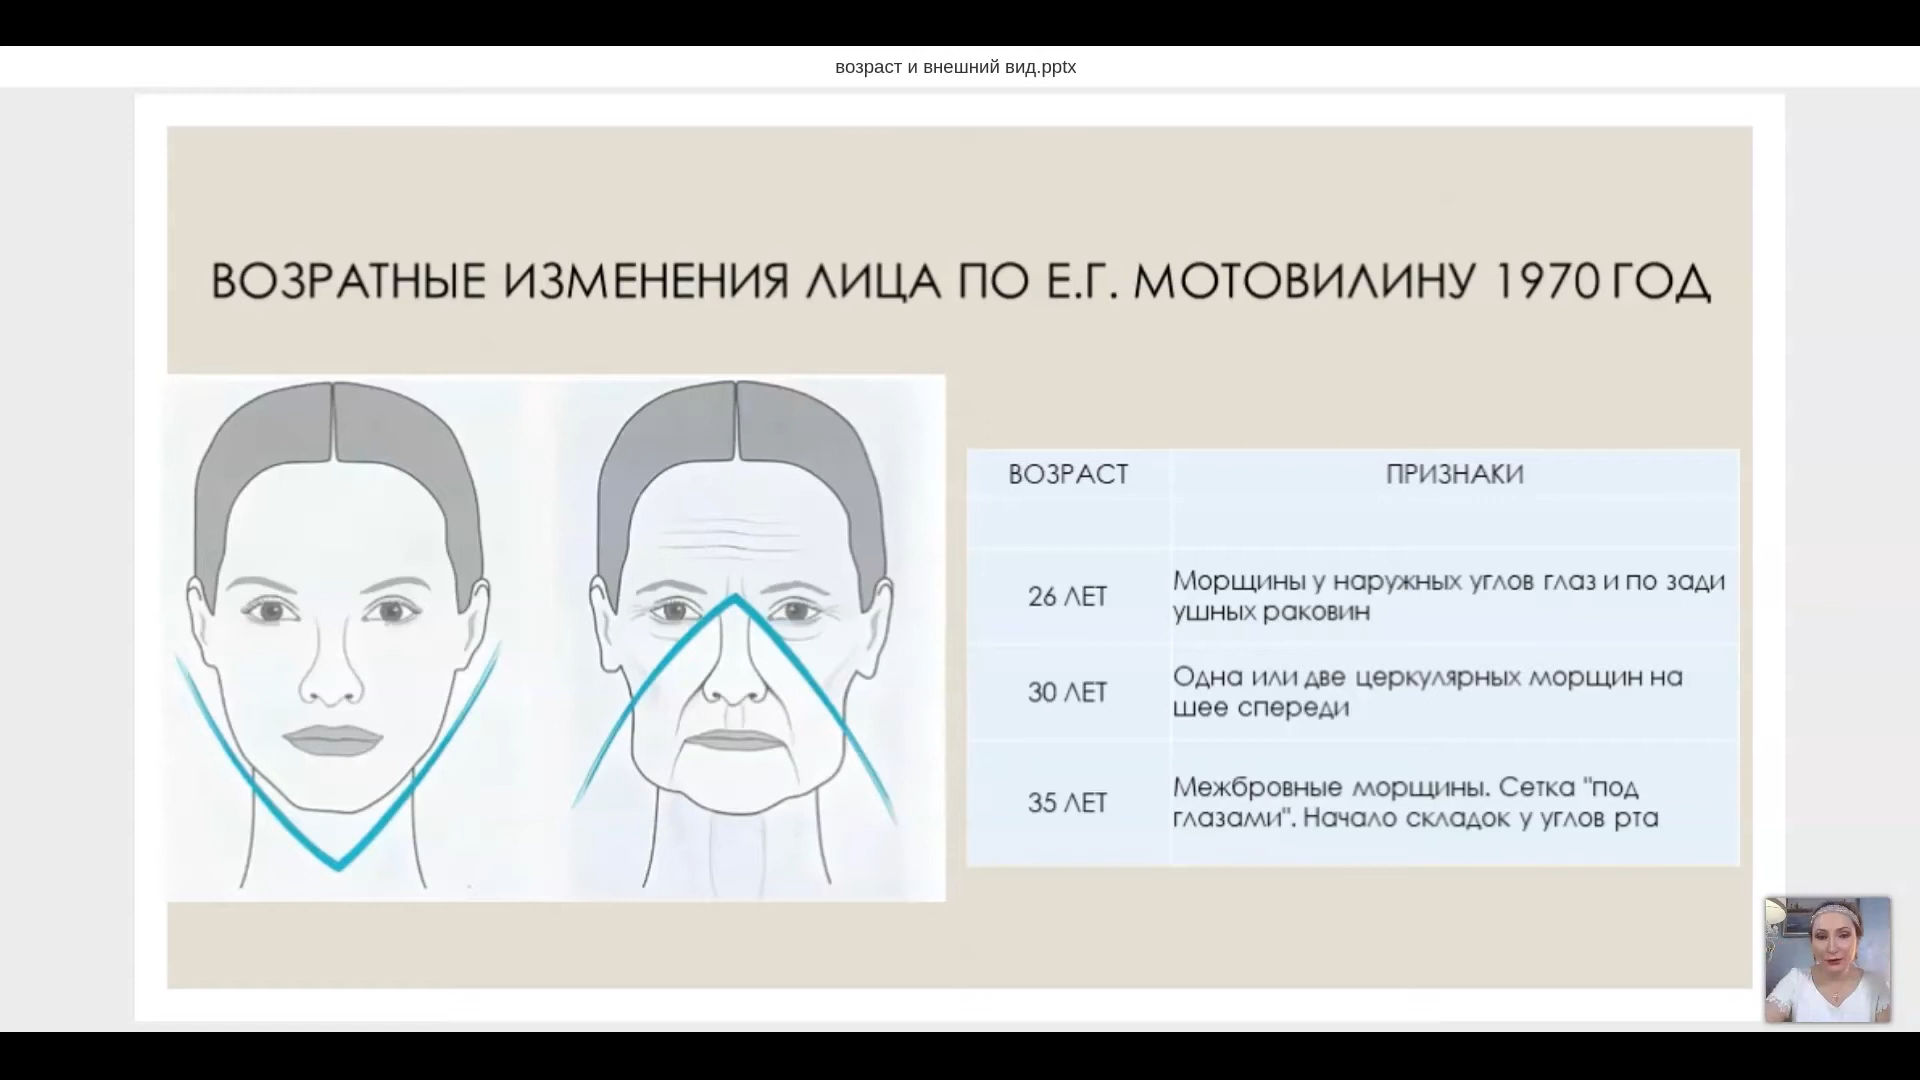 возраст и внешний вид.pptx
ВОЗРАТНЫЕ ИЗМЕНЕНИЯ ЛИЦА ПО Е.Г. МОТОВИЛИНУ 1970 ГОД
ВОЗРАСТ ПРИЗНАКИ
26 ЛЕТ
Морщины у наружных углов глаз и по зади
ушных раковин
30 ЛЕТ
Одна или две церкулярных морщин на
шее спереди
35 ЛЕТ
Межбровные морщины. Сетка "под
глазами". Начало складок у углов рта